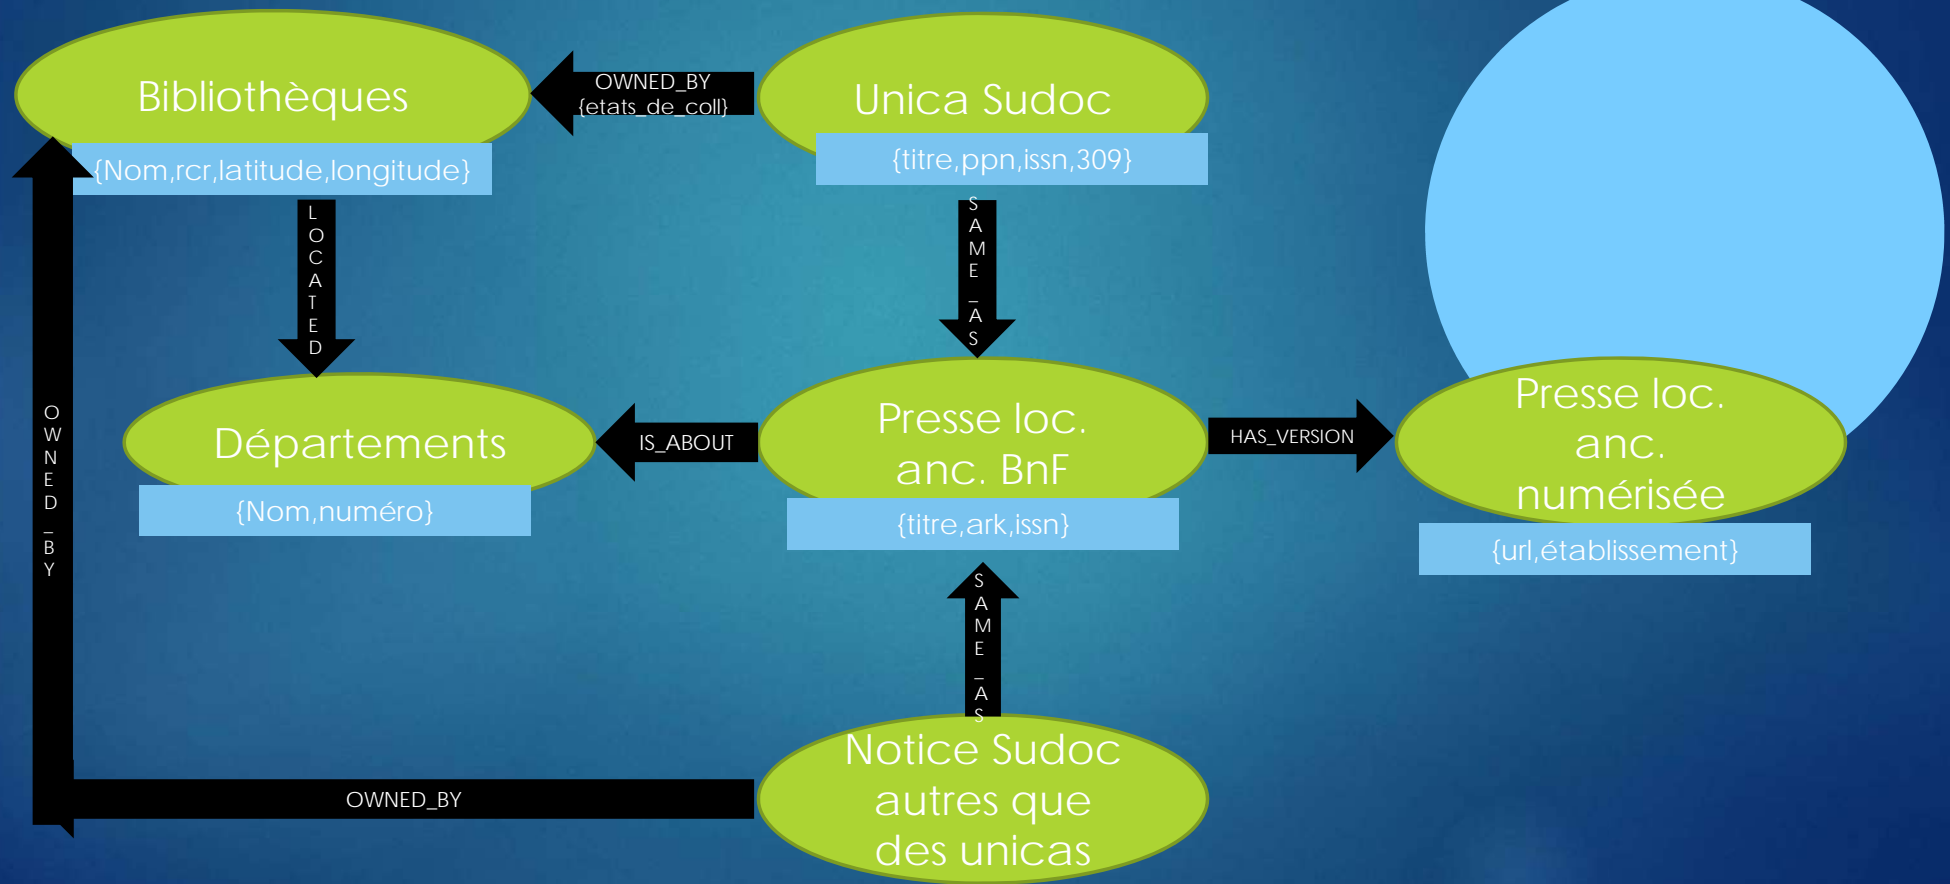 Bibliothèques
OWNED_BY
{etats_de_coll}
Unica Sudoc
{Nom,rcr,latitude,longitude}
{titre,ppn,issn,309}
LOCATED
SAME_AS
Départements
{Nom,numéro}
IS_ABOUT
Presse loc.
anc. BnF
{titre,ark,issn}
HAS_VERSION
Presse loc.
anc.
numérisée
{url,établissement}
OWNED_BY
SAME_AS
OWNED_BY
Notice Sudoc
autres que
des unicas